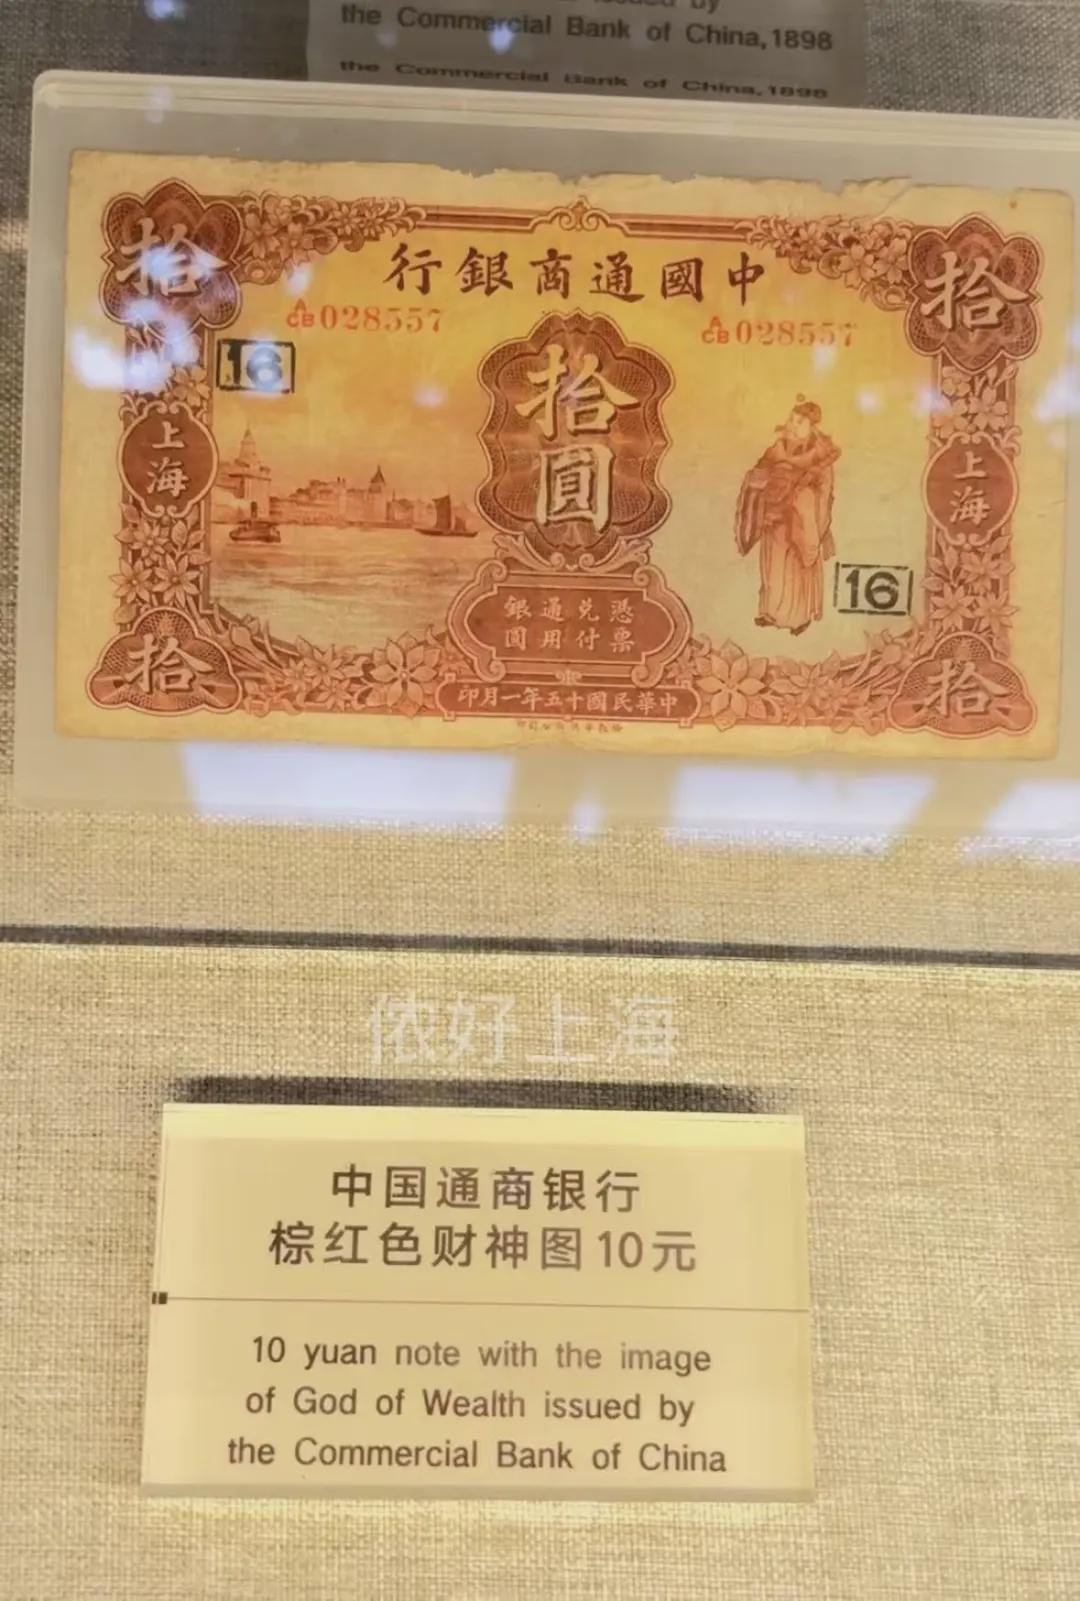 the Commercial Bank of China,1898
the Commercial Bank of China,1898
中國通商銀行
拾
拾
A
CB 028557
A
CB 028557
16
拾圓
上海
上海
16
憑票
兌付
通用
銀圓
拾
拾
中華民國十五年一月印
侬好上海
中国通商银行
棕红色财神图10元
10 yuan note with the image
of God of Wealth issued by
the Commercial Bank of China